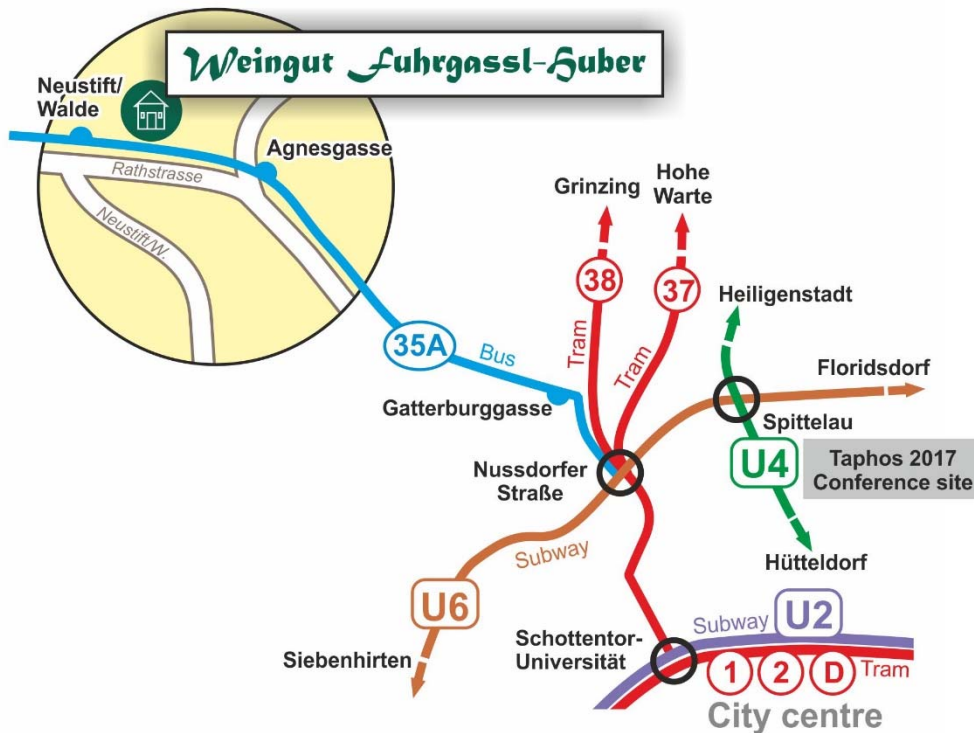 Weingut Fuhrgassl-Huber
Neustift/
Walde
Agnesgasse
Rathstrasse
Neustift/W.
Grinzing
Hohe
Warte
38
37
Heiligenstadt
35A
Bus
Tram
Tram
Floridsdorf
Gatterburggasse
Spittelau
Nussdorfer
Straße
U4
Taphos 2017
Conference site
Subway
Hütteldorf
U6
Siebenhirten
Schottentor-
Universität
Subway
U2
1
2
D
Tram
City centre